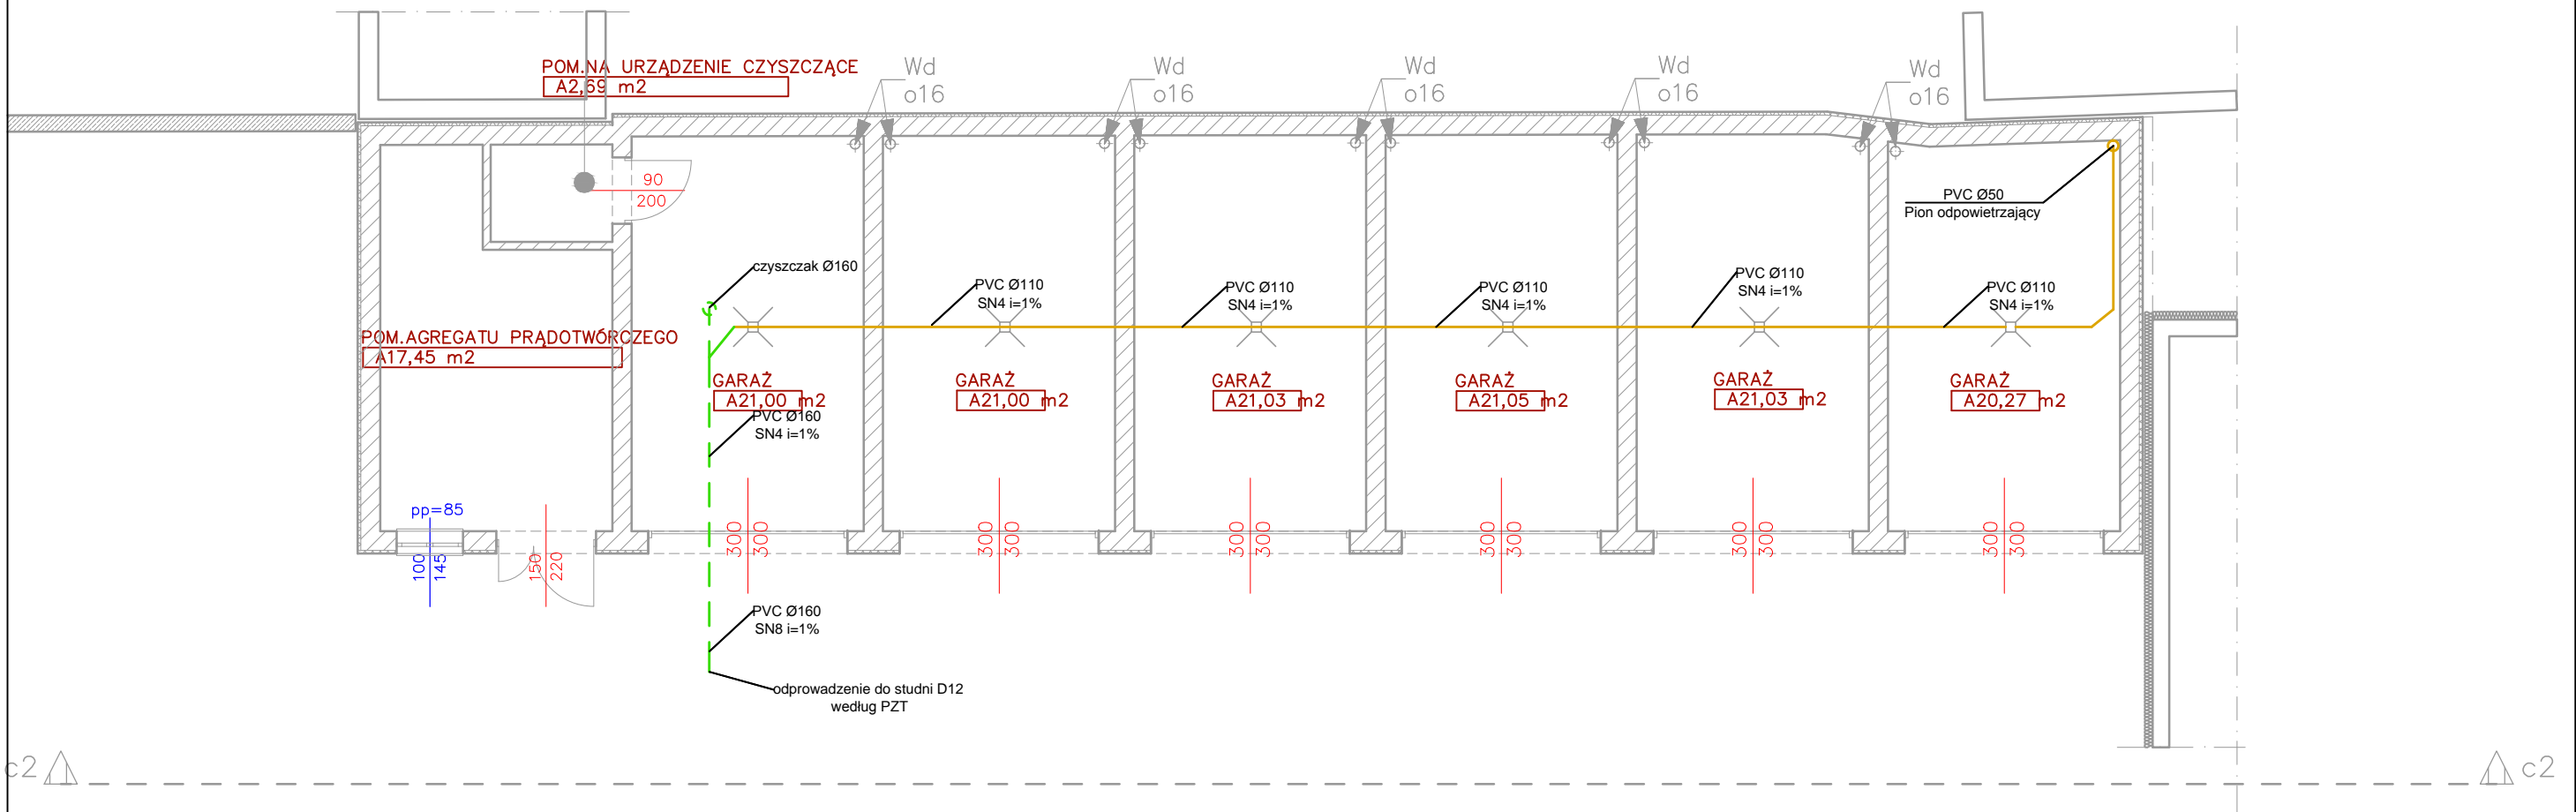 POM.NA URZĄDZENIE CZYSZCZĄCE
A2,69 m2
Wd
o16
Wd
o16
Wd
o16
Wd
o16
Wd
o16
90
200
PVC Ø50
Pion odpowietrzający
czyszczak Ø160
PVC Ø110
SN4 i=1%
PVC Ø110
SN4 i=1%
PVC Ø110
SN4 i=1%
PVC Ø110
SN4 i=1%
PVC Ø110
SN4 i=1%
POM.AGREGATU PRĄDOTWÓRCZEGO
A17,45 m2
GARAŻ
A21,00 m2
GARAŻ
A21,00 m2
GARAŻ
A21,03 m2
GARAŻ
A21,05 m2
GARAŻ
A21,03 m2
GARAŻ
A20,27 m2
PVC Ø160
SN4 i=1%
pp=85
100
145
150
220
300
300
300
300
300
300
300
300
300
300
300
300
PVC Ø160
SN8 i=1%
odprowadzenie do studni D12
według PZT
c2
c2